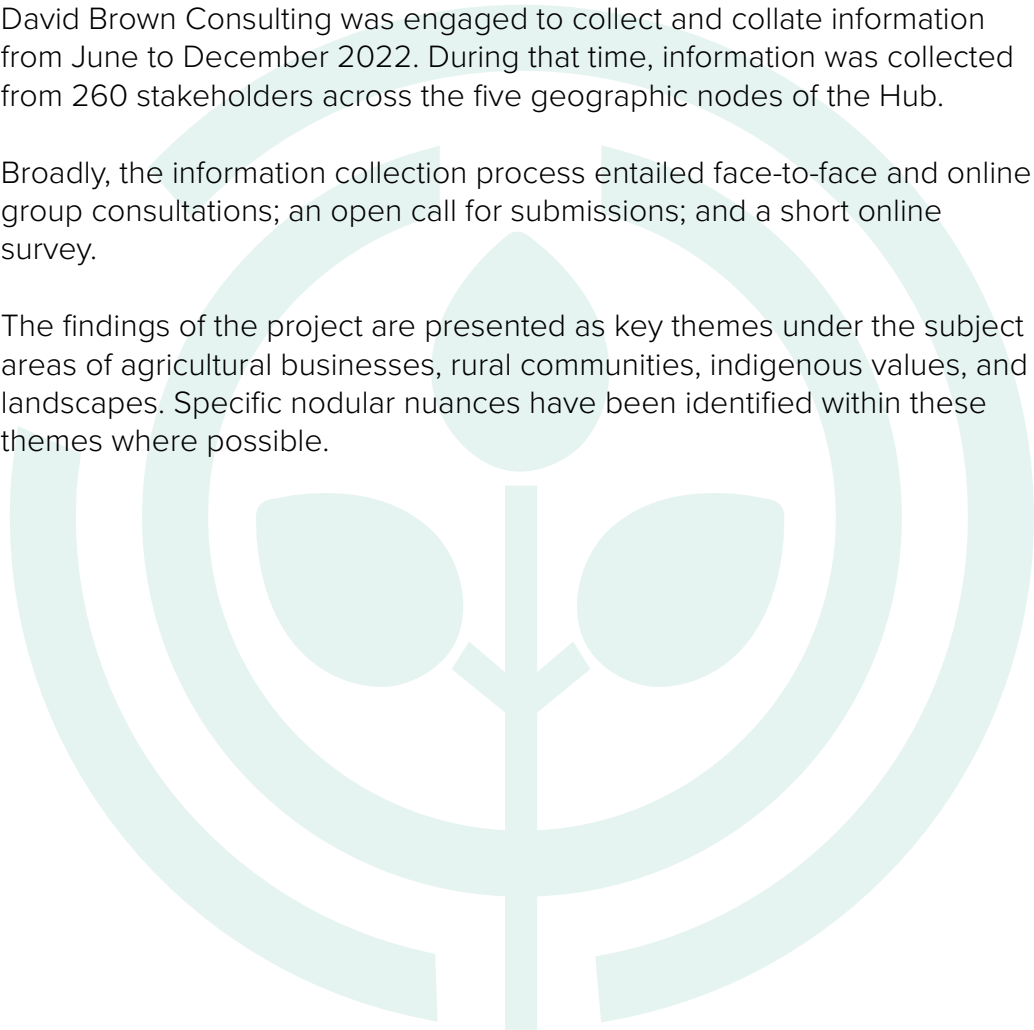 David Brown Consulting was engaged to collect and collate information
from June to December 2022. During that time, information was collected
from 260 stakeholders across the five geographic nodes of the Hub.
Broadly, the information collection process entailed face-to-face and online
group consultations; an open call for submissions; and a short online
survey.
The findings of the project are presented as key themes under the subject
areas of agricultural businesses, rural communities, indigenous values, and
landscapes. Specific nodular nuances have been identified within these
themes where possible.